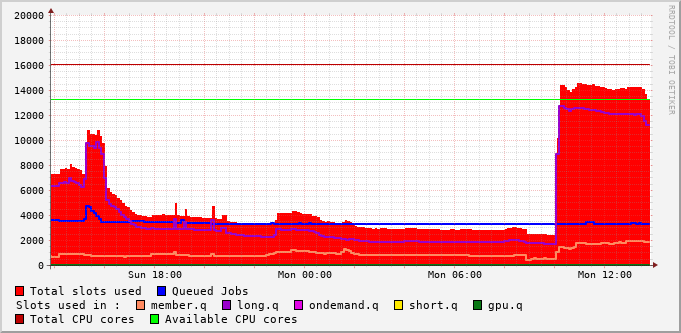 20000
18000
16000
14000
12000
10000
8000
6000
4000
2000
0
Sun 18:00 Mon 00:00 Mon 06:00 Mon 12:00
RRDTOOL / TOBI OETIKER
Total slots used Queued Jobs
Slots used in : member.q long.q ondemand.q short.q gpu.q
Total CPU cores Available CPU cores